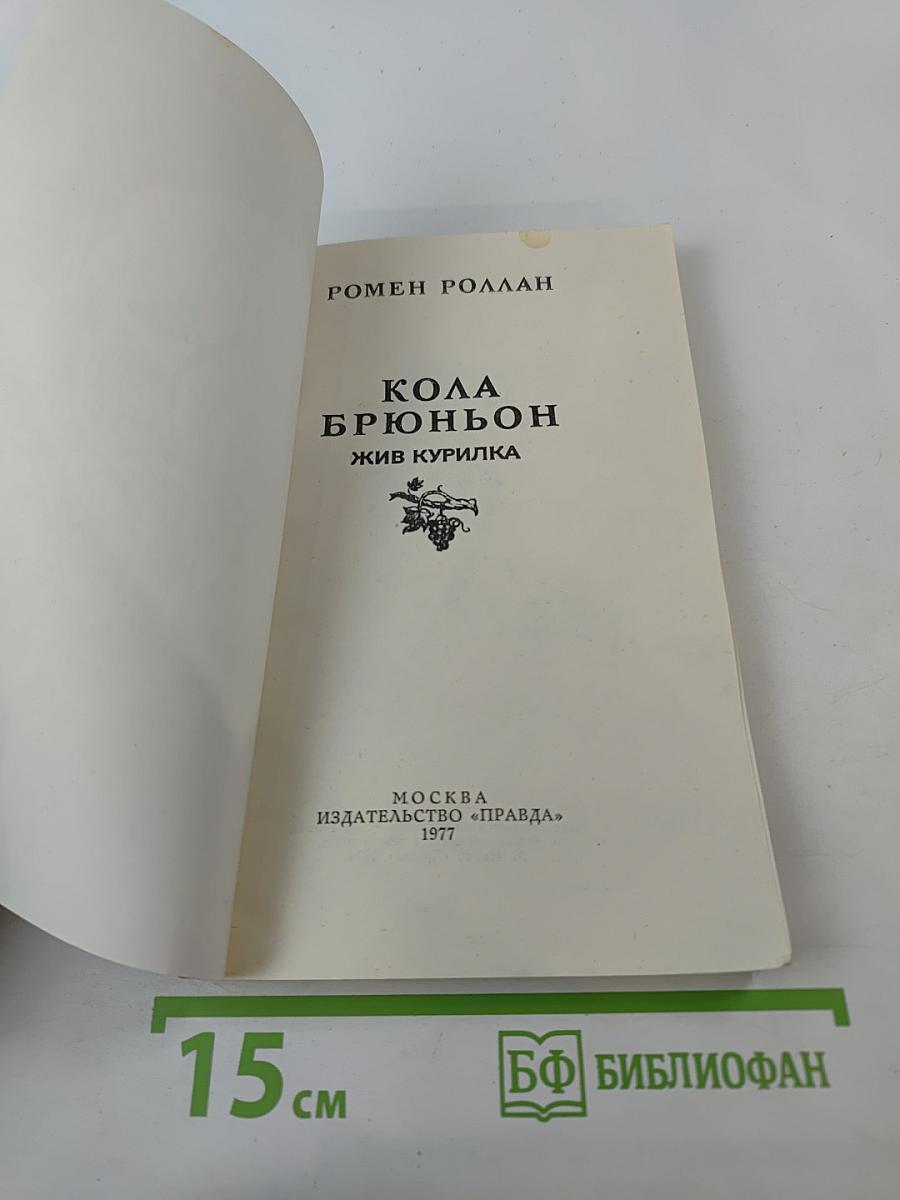 РОМЕН РОЛЛАН
КОЛА
БРЮНЬОН
ЖИВ КУРИЛКА
МОСКВА
ИЗДАТЕЛЬСТВО «ПРАВДА»
1977
15 см
БФ БИБЛИОФАН